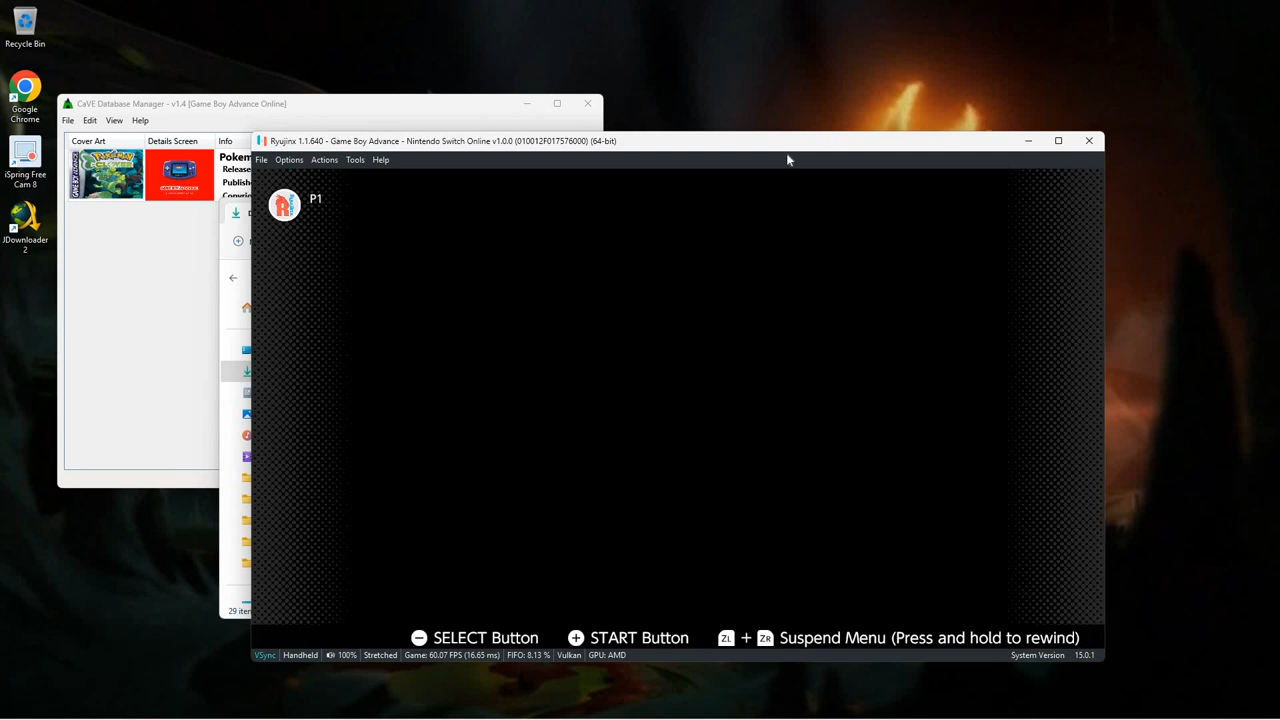 Recycle Bin
Google
Chrome
iSpring Free
Cam 8
JDownloader
2
CaVE Database Manager - v1.4 [Game Boy Advance Online]
File Edit View Help
Cover Art Details Screen Info
Pokem
Release
Publish
Copyrig
29 iten
Ryujinx 1.1.640 - Game Boy Advance - Nintendo Switch Online v1.0.0 (010012F017576000) (64-bit)
File Options Actions Tools Help
P1
SELECT Button START Button ZL + ZR Suspend Menu (Press and hold to rewind)
VSync Handheld 100% Stretched Game: 60.07 FPS (16.65 ms) FIFO: 8.13 % Vulkan GPU: AMD System Version 15.0.1